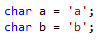 char a = 'a';
char b = 'b';